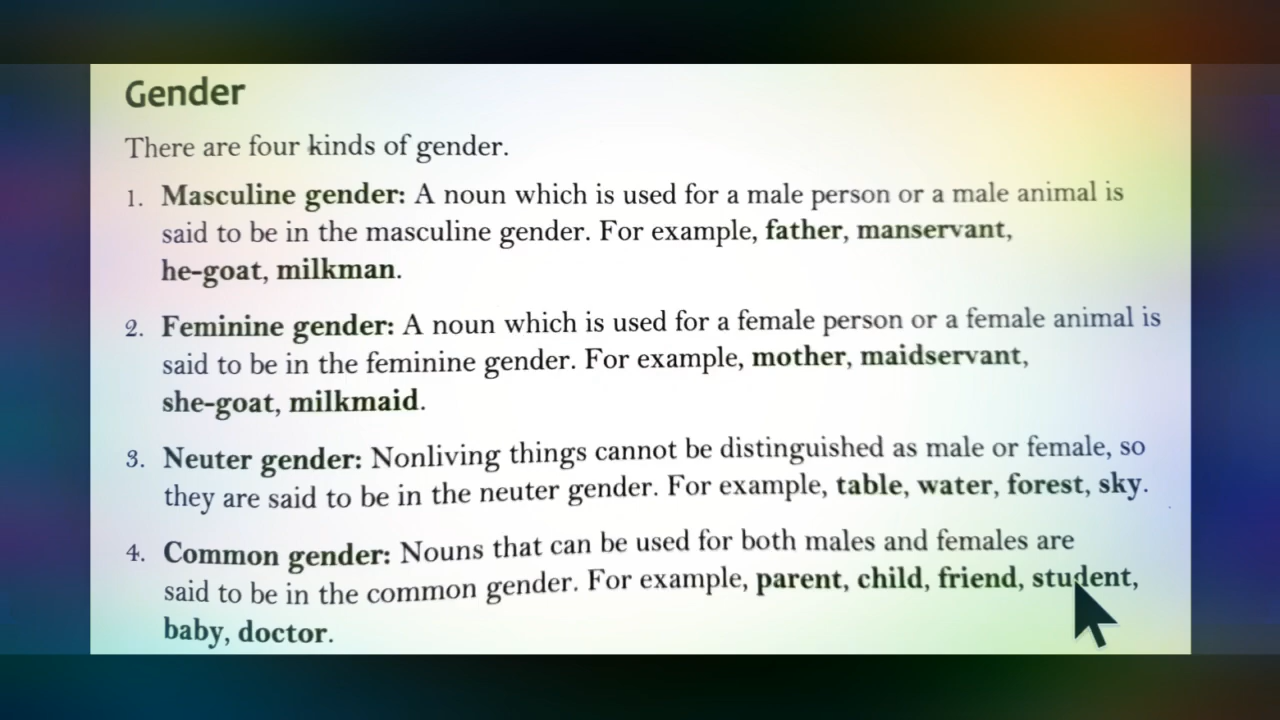 Gender
There are four kinds of gender.
1. Masculine gender: A noun which is used for a male person or a male animal is
said to be in the masculine gender. For example, father, manservant,
he-goat, milkman.
2. Feminine gender: A noun which is used for a female person or a female animal is
said to be in the feminine gender. For example, mother, maidservant,
she-goat, milkmaid.
3. Neuter gender: Nonliving things cannot be distinguished as male or female, so
they are said to be in the neuter gender. For example, table, water, forest, sky.
4. Common gender: Nouns that can be used for both males and females are
said to be in the common gender. For example, parent, child, friend, student,
baby, doctor.